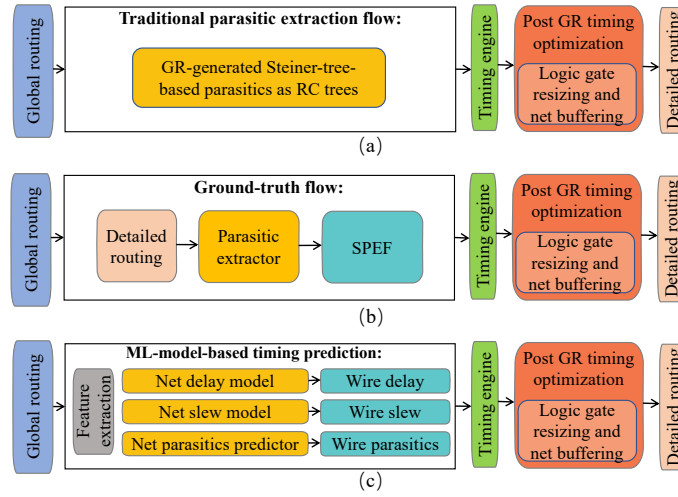 Traditional parasitic extraction flow:
Global routing
GR-generated Steiner-tree-
based parasitics as RC trees
Timing engine
Post GR timing
optimization
Logic gate
resizing and
net buffering
Detailed routing
(a)
Ground-truth flow:
Global routing
Detailed
routing
Parasitic
extractor
SPEF
Timing engine
Post GR timing
optimization
Logic gate
resizing and
net buffering
Detailed routing
(b)
ML-model-based timing prediction:
Global routing
Feature
extraction
Net delay model
Wire delay
Net slew model
Wire slew
Net parasitics predictor
Wire parasitics
Timing engine
Post GR timing
optimization
Logic gate
resizing and
net buffering
Detailed routing
(c)